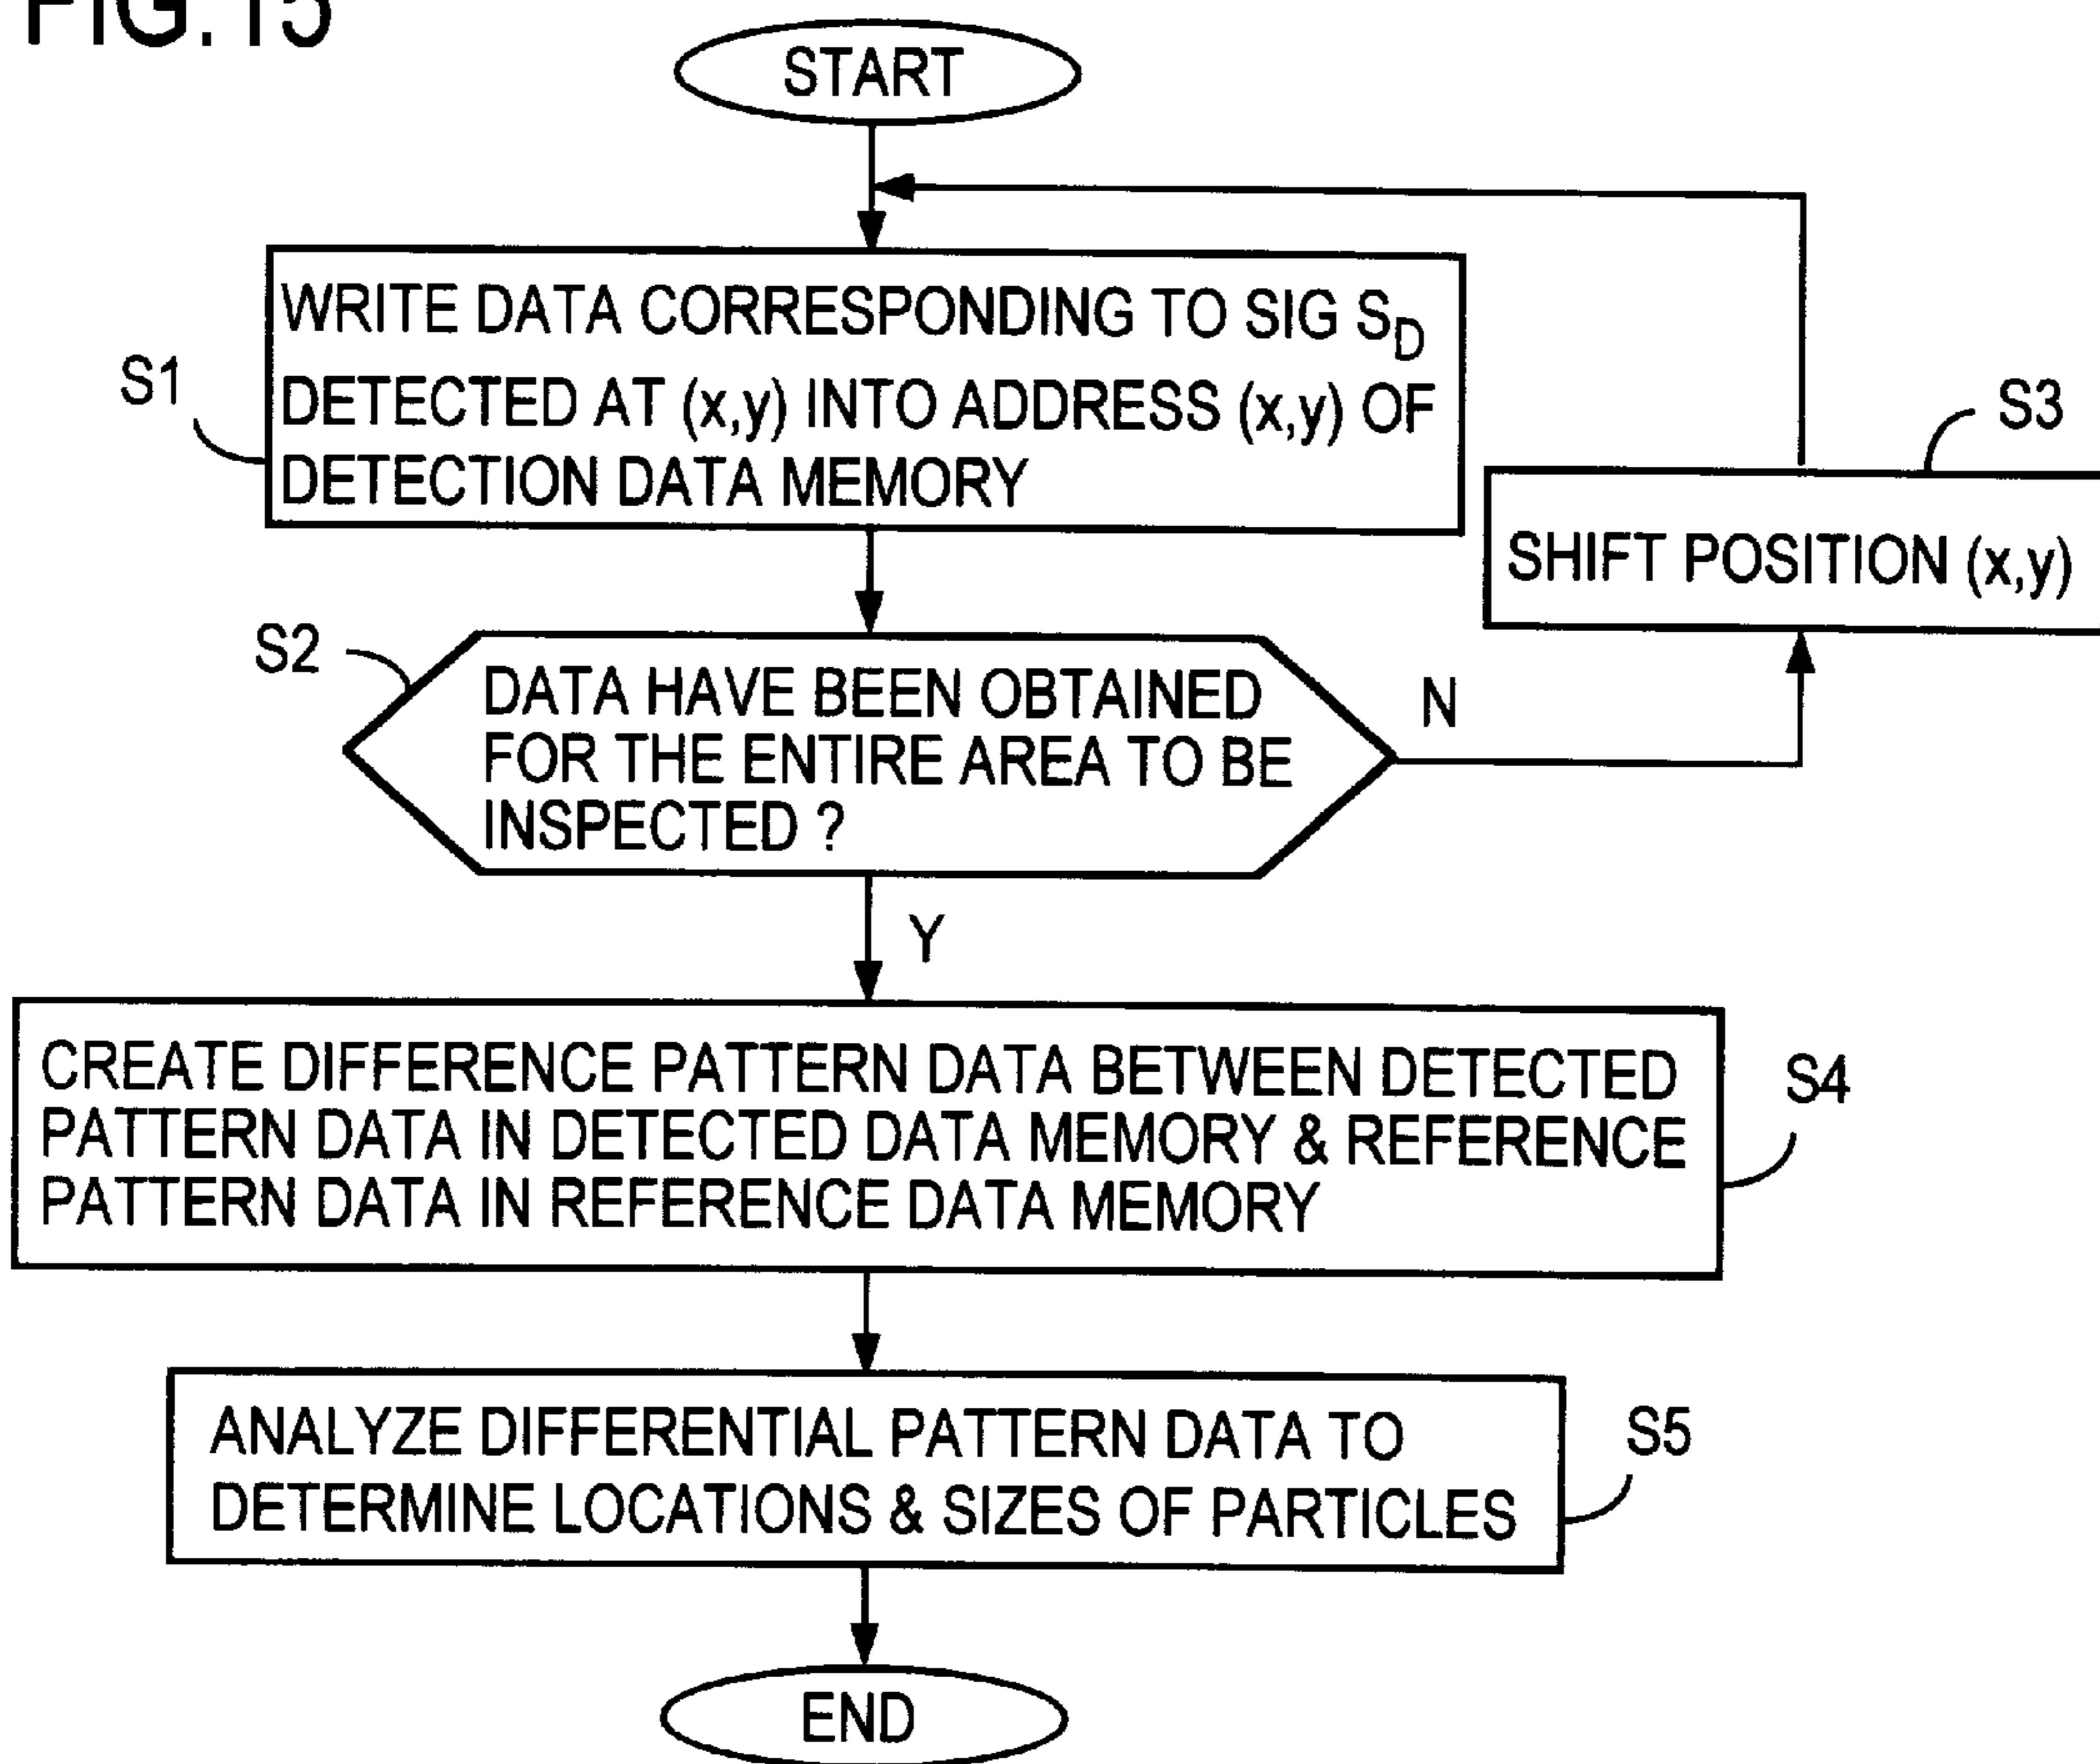 FIG.15
START
WRITE DATA CORRESPONDING TO SIG SD
DETECTED AT (x,y) INTO ADDRESS (x,y) OF
DETECTION DATA MEMORY
S1
S3
SHIFT POSITION (x,y)
S2
DATA HAVE BEEN OBTAINED
FOR THE ENTIRE AREA TO BE
INSPECTED ?
N
Y
CREATE DIFFERENCE PATTERN DATA BETWEEN DETECTED
PATTERN DATA IN DETECTED DATA MEMORY & REFERENCE
PATTERN DATA IN REFERENCE DATA MEMORY
S4
ANALYZE DIFFERENTIAL PATTERN DATA TO
DETERMINE LOCATIONS & SIZES OF PARTICLES
S5
END